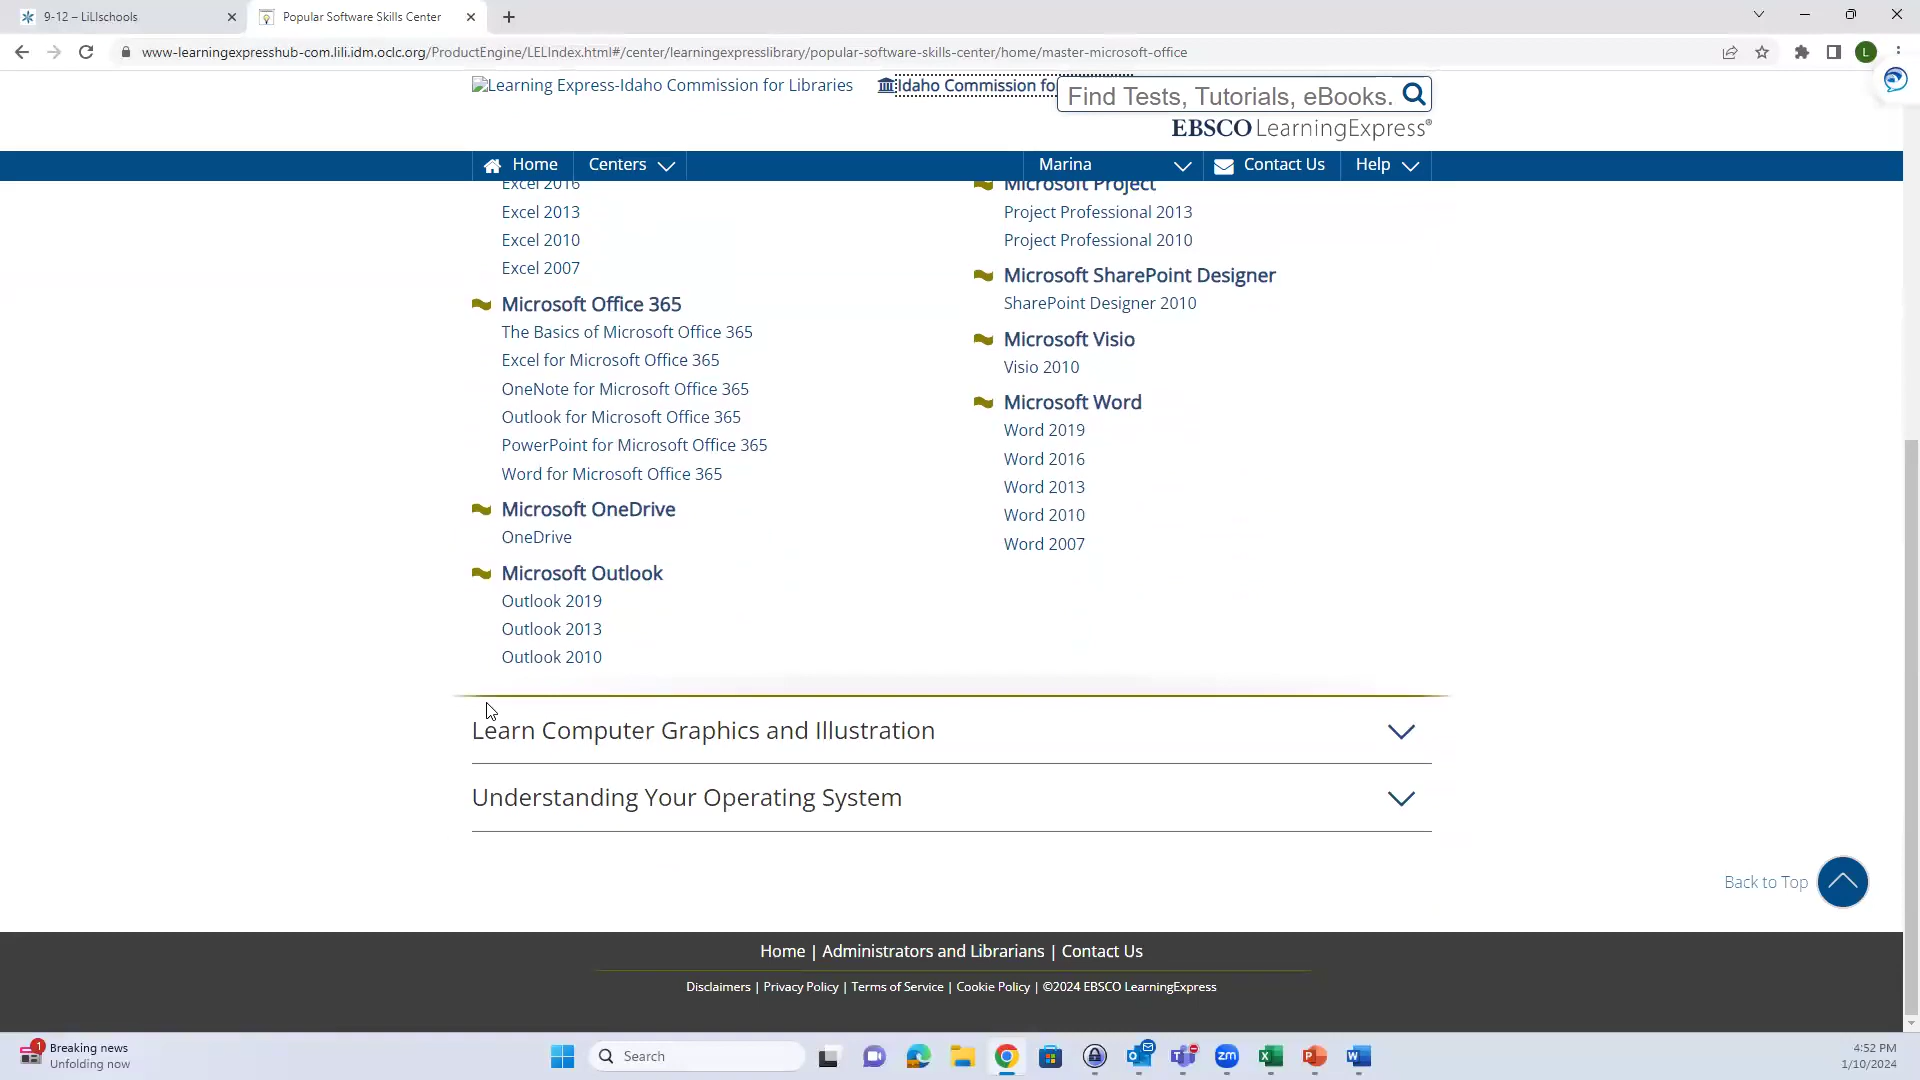 9-12 – LiLIschools
Popular Software Skills Center
www-learningexpresshub-com.lili.idm.oclc.org/ProductEngine/LELIndex.html#/center/learningexpresslibrary/popular-software-skills-center/home/master-microsoft-office
L
Learning Express-Idaho Commission for Libraries
Idaho Commission fo
Find Tests, Tutorials, eBooks.
EBSCO LearningExpress®
Home
Centers
Marina
Contact Us
Help
Excel 2016
Excel 2013
Excel 2010
Excel 2007
Microsoft Office 365
The Basics of Microsoft Office 365
Excel for Microsoft Office 365
OneNote for Microsoft Office 365
Outlook for Microsoft Office 365
PowerPoint for Microsoft Office 365
Word for Microsoft Office 365
Microsoft OneDrive
OneDrive
Microsoft Outlook
Outlook 2019
Outlook 2013
Outlook 2010
Microsoft Project
Project Professional 2013
Project Professional 2010
Microsoft SharePoint Designer
SharePoint Designer 2010
Microsoft Visio
Visio 2010
Microsoft Word
Word 2019
Word 2016
Word 2013
Word 2010
Word 2007
Learn Computer Graphics and Illustration
Understanding Your Operating System
Back to Top
Home | Administrators and Librarians | Contact Us
Disclaimers | Privacy Policy | Terms of Service | Cookie Policy | ©2024 EBSCO LearningExpress
1
Breaking news
Unfolding now
Search
zm
4:52 PM
1/10/2024